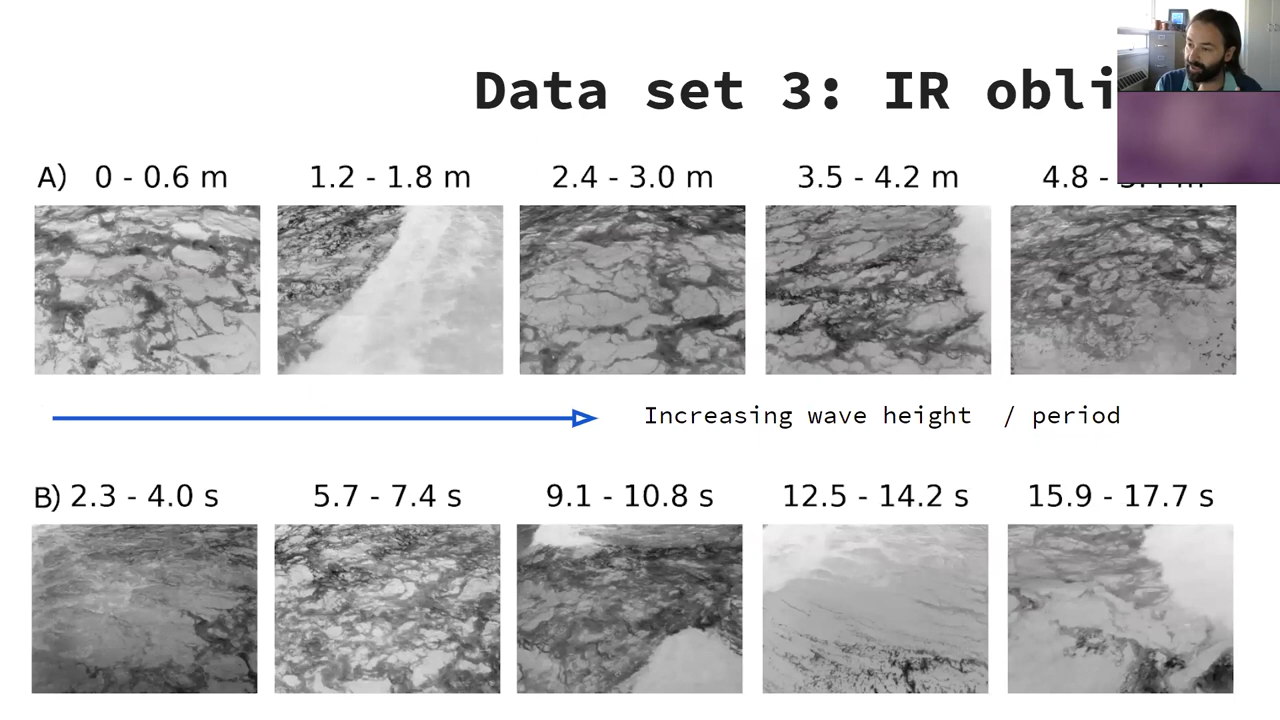 Data set 3: IR obli
A) 0 - 0.6 m 1.2 - 1.8 m 2.4 - 3.0 m 3.5 - 4.2 m 4.8 -
Increasing wave height / period
B) 2.3 - 4.0 s 5.7 - 7.4 s 9.1 - 10.8 s 12.5 - 14.2 s 15.9 - 17.7 s